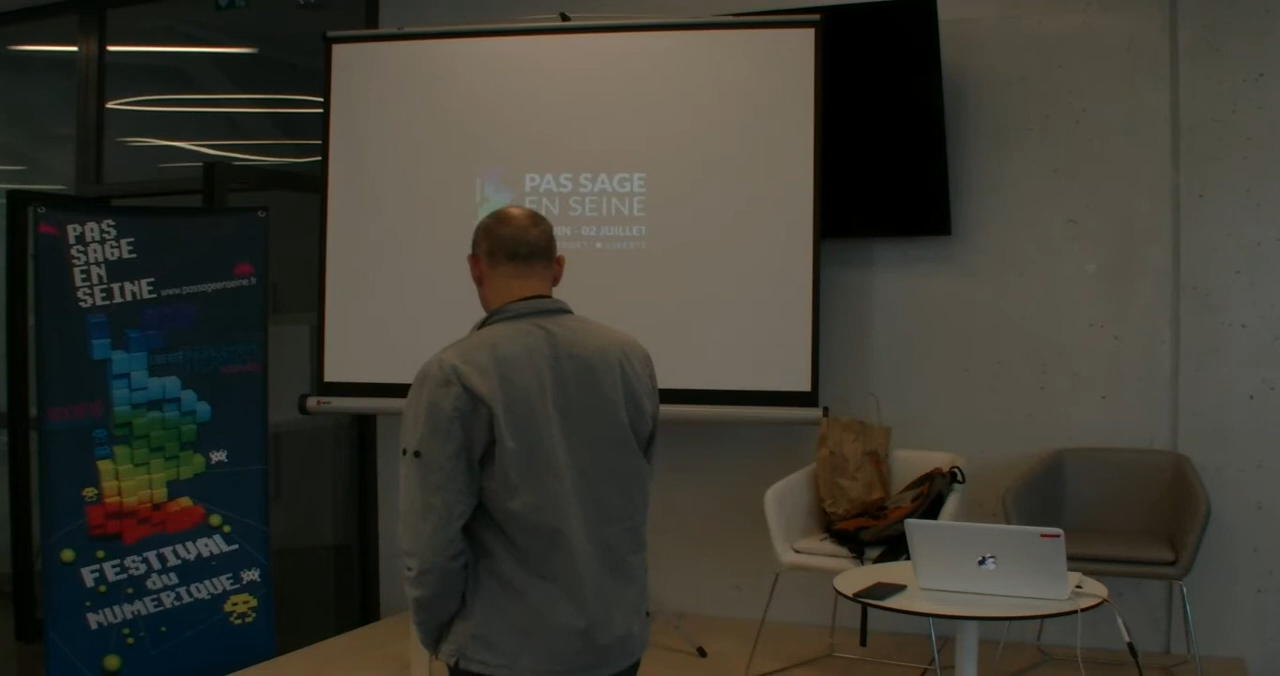 PAS
SAGE
EN
SEINE www.passageenseine.fr
FESTIVAL
du
NUMERIQUE
PAS SAGE
EN SEINE
- 02 JUILLET